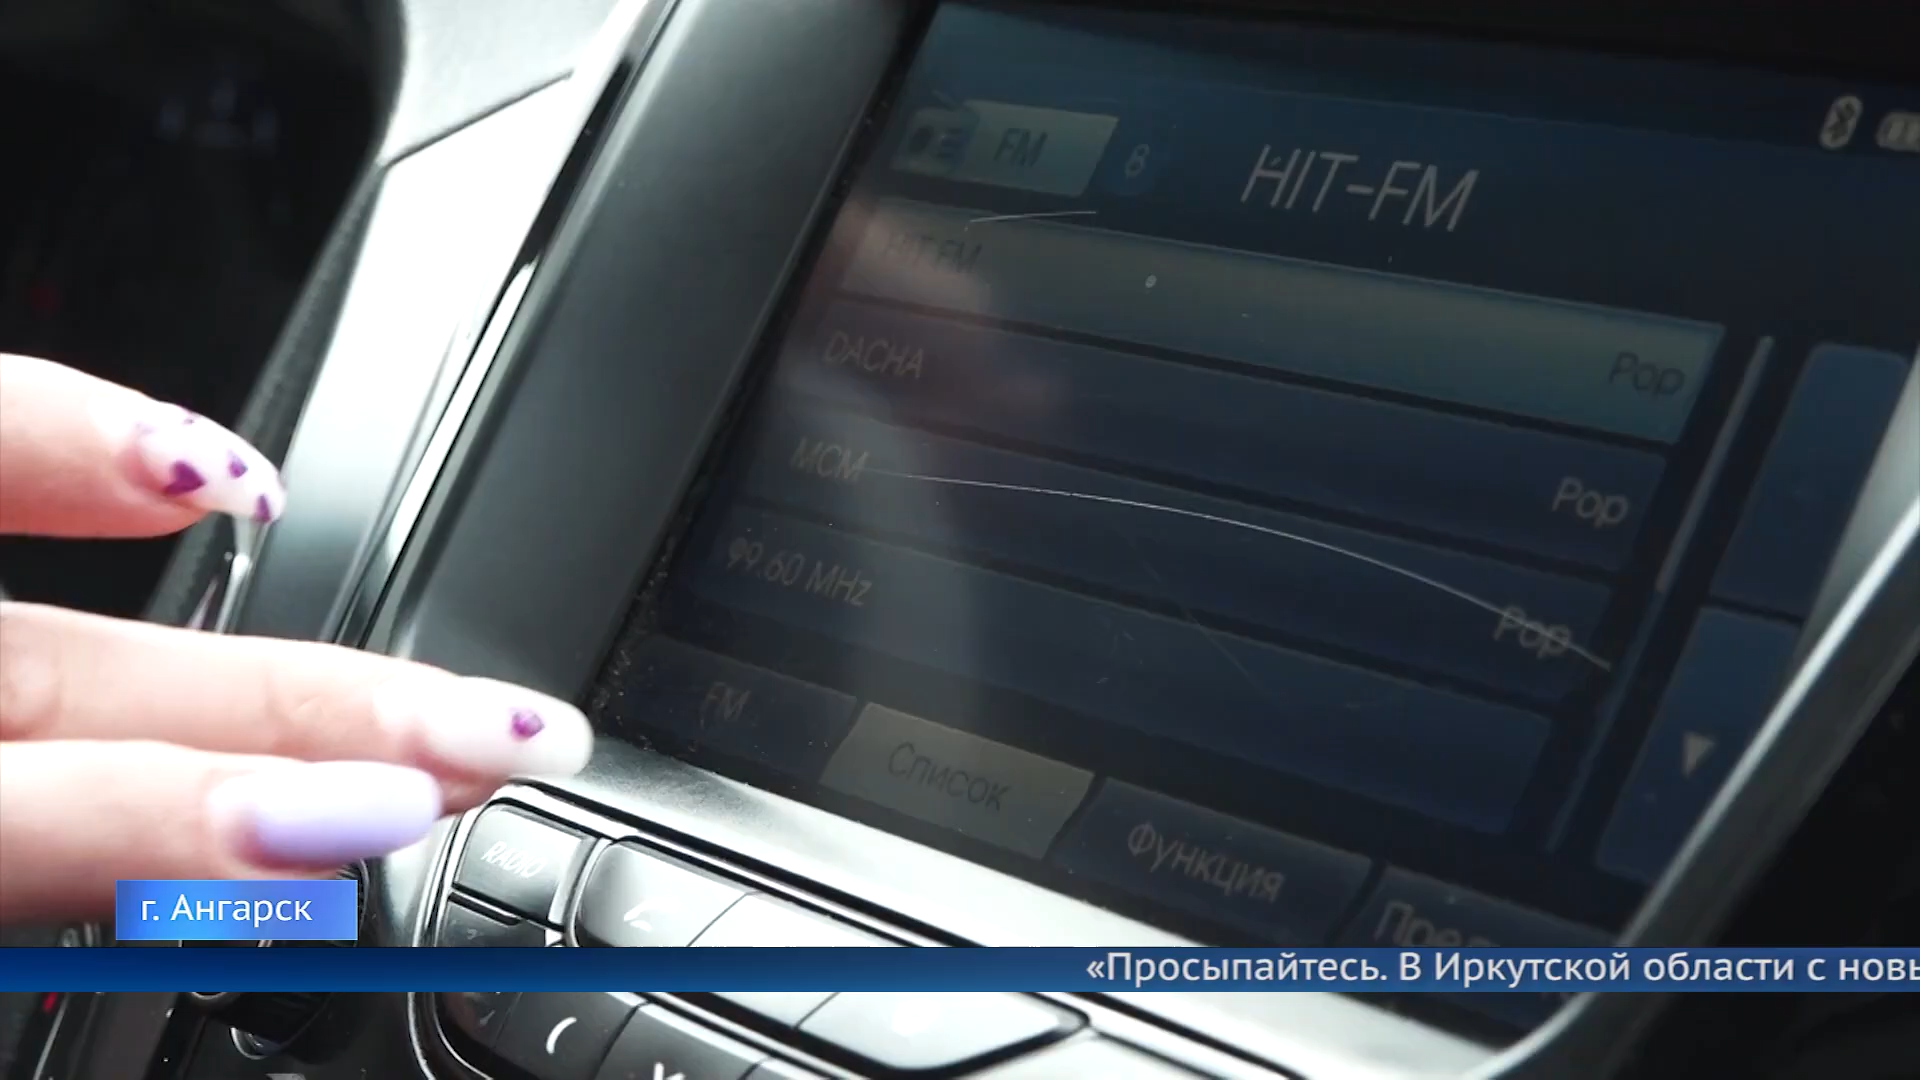 FM 8 HIT-FM
HIT-FM
Pop
DACHA
Pop
MCM
Pop
99.60 MHz
FM
Список
Функция
RADIO
г. Ангарск
«Просыпайтесь. В Иркутской области с